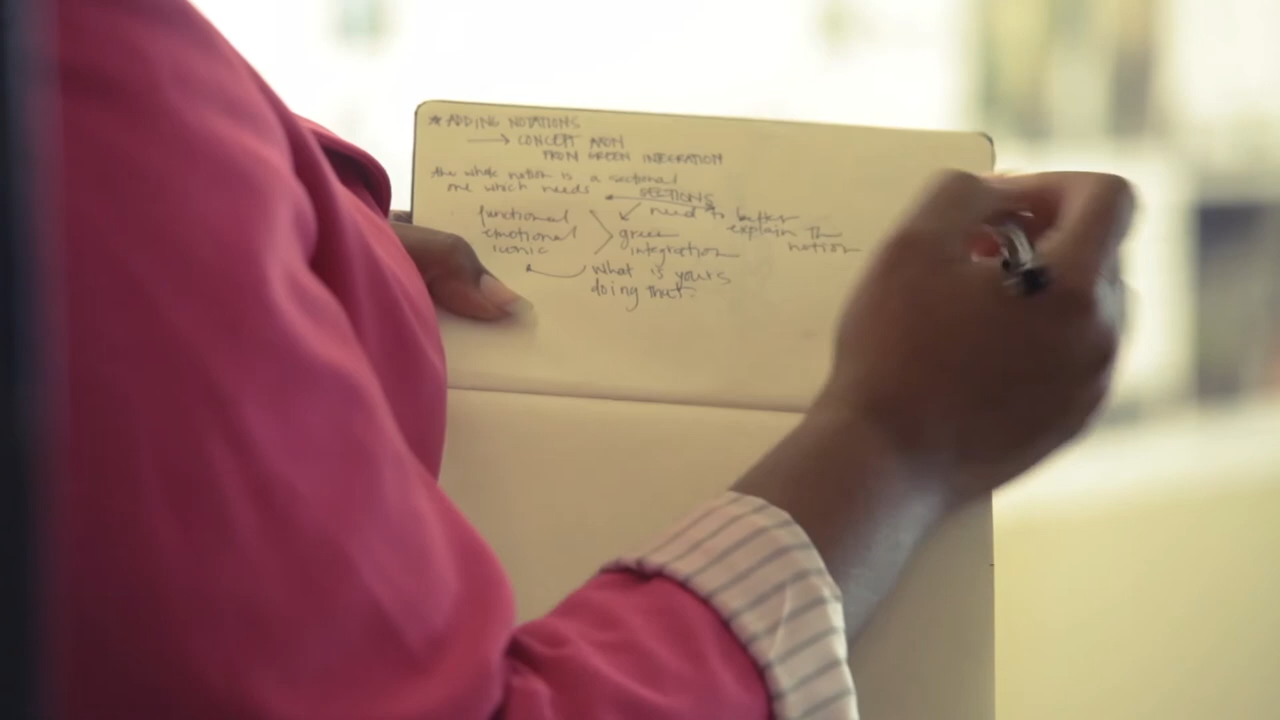 * ADDING NOTATIONS
→ CONCEPT
FROM GREEN INTEGRATION
the whole notion is a sectional
one which needs SECTIONS
functional
emotional
iconic
green
integration
need to better
explain the
notion
what is yours
doing that?